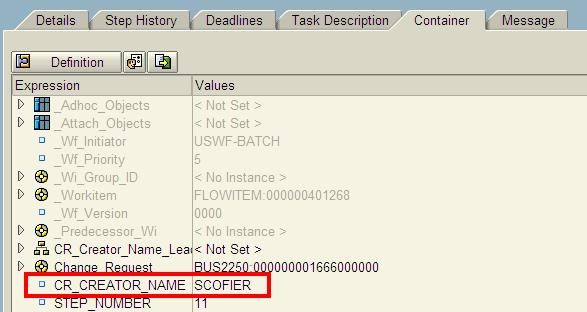 Details Step History Deadlines Task Description Container Message
Definition
Expression Values
_Adhoc_Objects < Not Set >
_Attach_Objects < Not Set >
_Wf_Initiator USWF-BATCH
_Wf_Priority 5
_Wi_Group_ID < No Instance >
_Workitem FLOWITEM:000000401268
_Wf_Version 0000
_Predecessor_Wi < No Instance >
CR_Creator_Name_Lea < Not Set >
Change_Request BUS2250:000000001666000000
CR_CREATOR_NAME SCOFIER
STEP_NUMBER 11